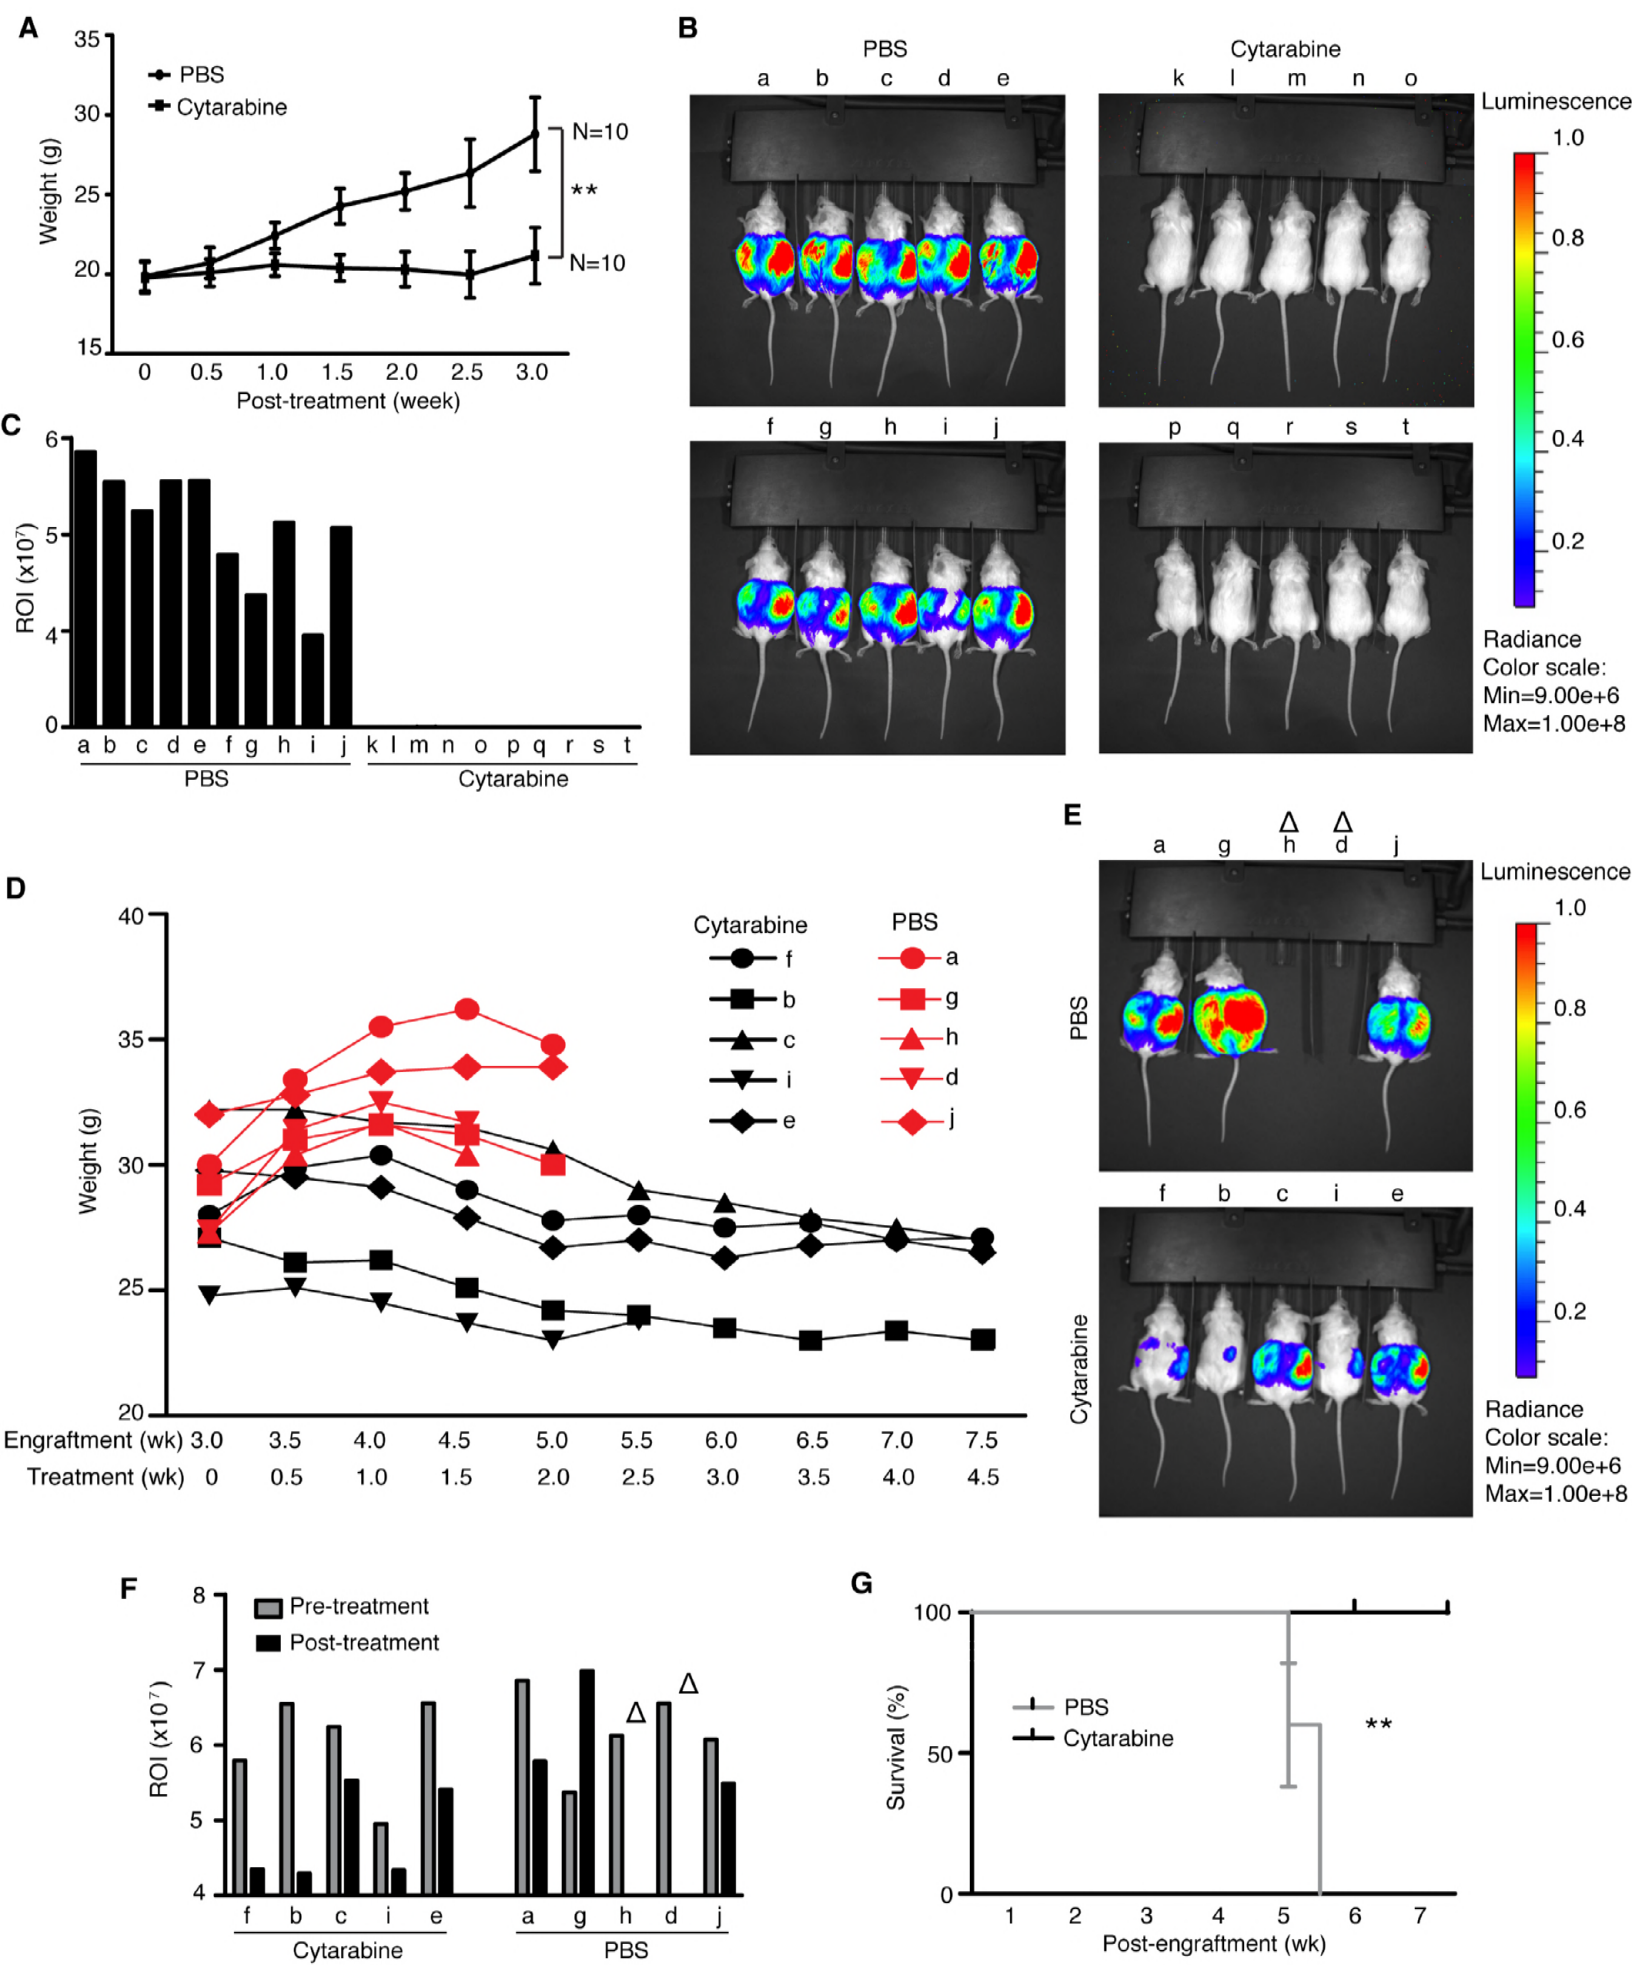 A
35
30
25
20
15
Weight (g)
PBS
Cytarabine
N=10
**
N=10
0 0.5 1.0 1.5 2.0 2.5 3.0
Post-treatment (week)
B
PBS
a b c d e
Cytarabine
k l m n o
f g h i j
p q r s t
Luminescence
1.0
0.8
0.6
0.4
0.2
Radiance
Color scale:
Min=9.00e+6
Max=1.00e+8
C
6
5
4
0
ROI (x10⁷)
a b c d e f g h i j k l m n o p q r s t
PBS Cytarabine
D
40
35
30
25
20
Weight (g)
Cytarabine PBS
f a
b g
c h
i d
e j
Engraftment (wk) 3.0 3.5 4.0 4.5 5.0 5.5 6.0 6.5 7.0 7.5
Treatment (wk) 0 0.5 1.0 1.5 2.0 2.5 3.0 3.5 4.0 4.5
E
Δ Δ
a g h d j
PBS
f b c i e
Cytarabine
Luminescence
1.0
0.8
0.6
0.4
0.2
Radiance
Color scale:
Min=9.00e+6
Max=1.00e+8
F
8
7
6
5
4
ROI (x10⁷)
Pre-treatment
Post-treatment
Δ
Δ
f b c i e a g h d j
Cytarabine PBS
G
100
50
0
Survival (%)
PBS
Cytarabine
**
1 2 3 4 5 6 7
Post-engraftment (wk)